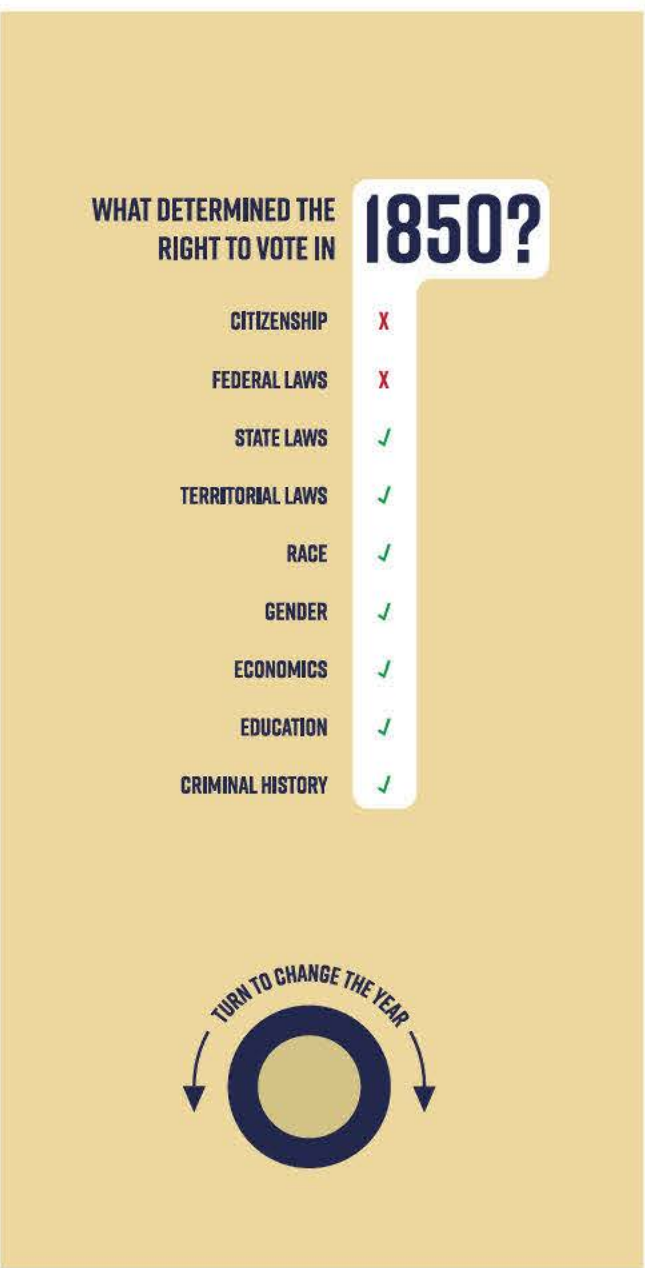 WHAT DETERMINED THE
RIGHT TO VOTE IN 1850?
CITIZENSHIP X
FEDERAL LAWS X
STATE LAWS ✓
TERRITORIAL LAWS ✓
RACE ✓
GENDER ✓
ECONOMICS ✓
EDUCATION ✓
CRIMINAL HISTORY ✓
TURN TO CHANGE THE YEAR